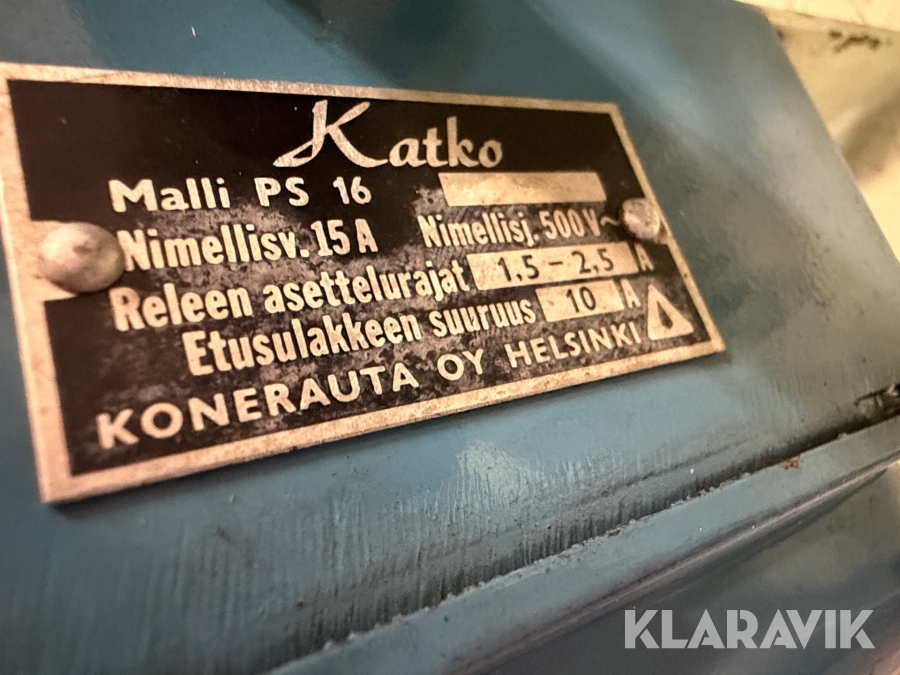 Katko
Malli PS 16
Nimellisv. 15 A Nimellisj. 500 V~
Releen asettelurajat 1,5 – 2,5 A
Etusulakkeen suuruus 10 A
KONERAUTA OY HELSINKI
KLARAVIK